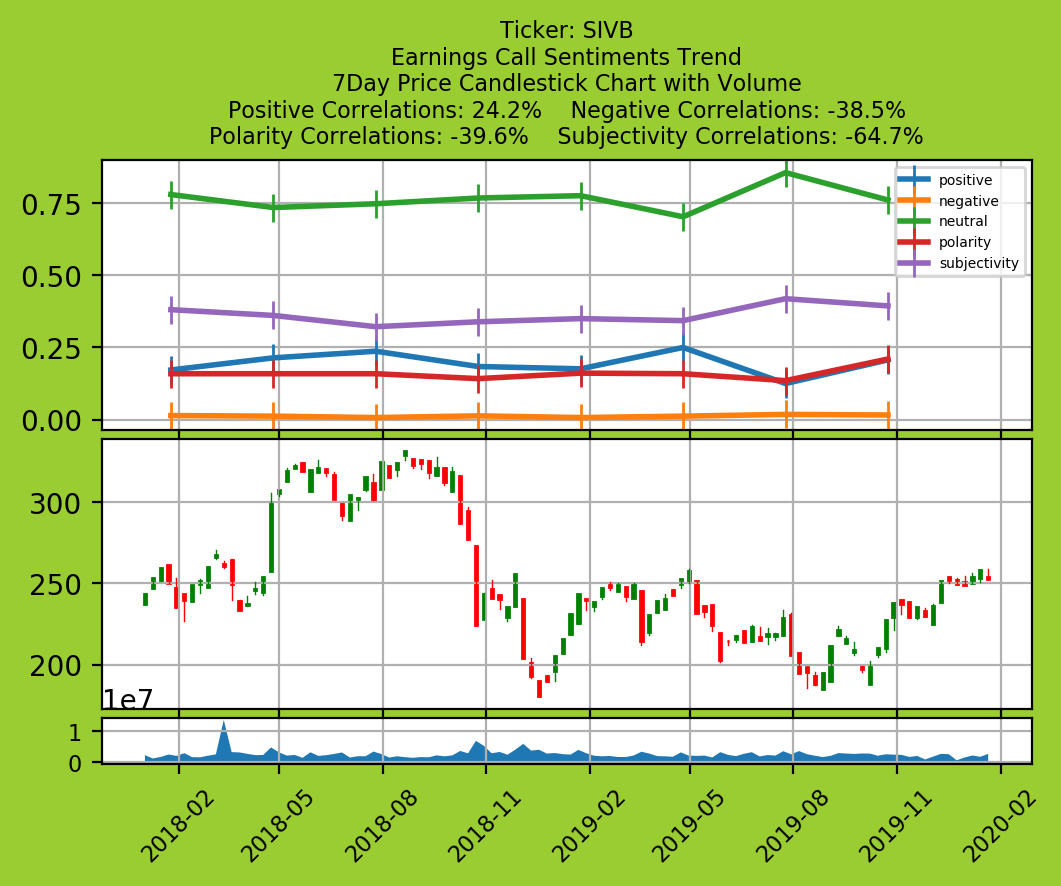 Ticker: SIVB
Earnings Call Sentiments Trend
7Day Price Candlestick Chart with Volume
Positive Correlations: 24.2%    Negative Correlations: -38.5%
Polarity Correlations: -39.6%    Subjectivity Correlations: -64.7%
0.75
0.50
0.25
0.00
positive
negative
neutral
polarity
subjectivity
300
250
200
1e7
1
0
2018-02
2018-05
2018-08
2018-11
2019-02
2019-05
2019-08
2019-11
2020-02